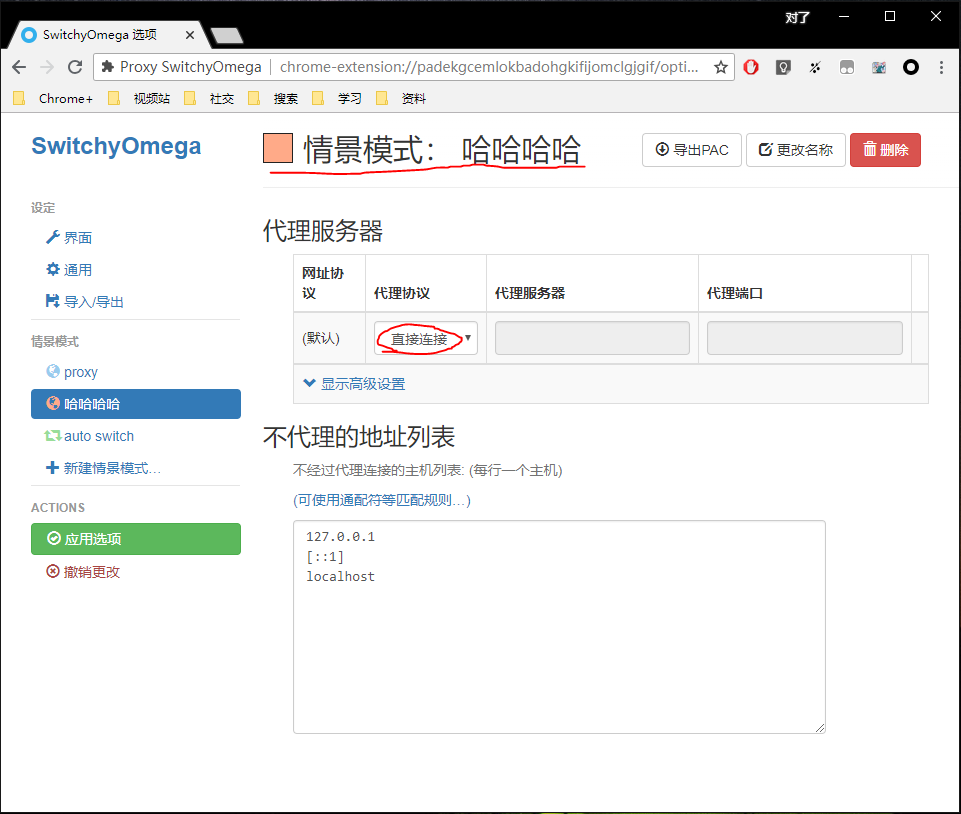 对了
SwitchyOmega 选项
Proxy SwitchyOmega | chrome-extension://padekgcemlokbadohgkifijomclgjgif/opti...
Chrome+ 视频站 社交 搜索 学习 资料
SwitchyOmega
设定
界面
通用
导入/导出
情景模式
proxy
哈哈哈哈
auto switch
新建情景模式...
ACTIONS
应用选项
撤销更改
情景模式： 哈哈哈哈
导出PAC 更改名称 删除
代理服务器
网址协议 代理协议 代理服务器 代理端口
(默认) 直接连接
显示高级设置
不代理的地址列表
不经过代理连接的主机列表: (每行一个主机)
(可使用通配符等匹配规则...)
127.0.0.1
[::1]
localhost